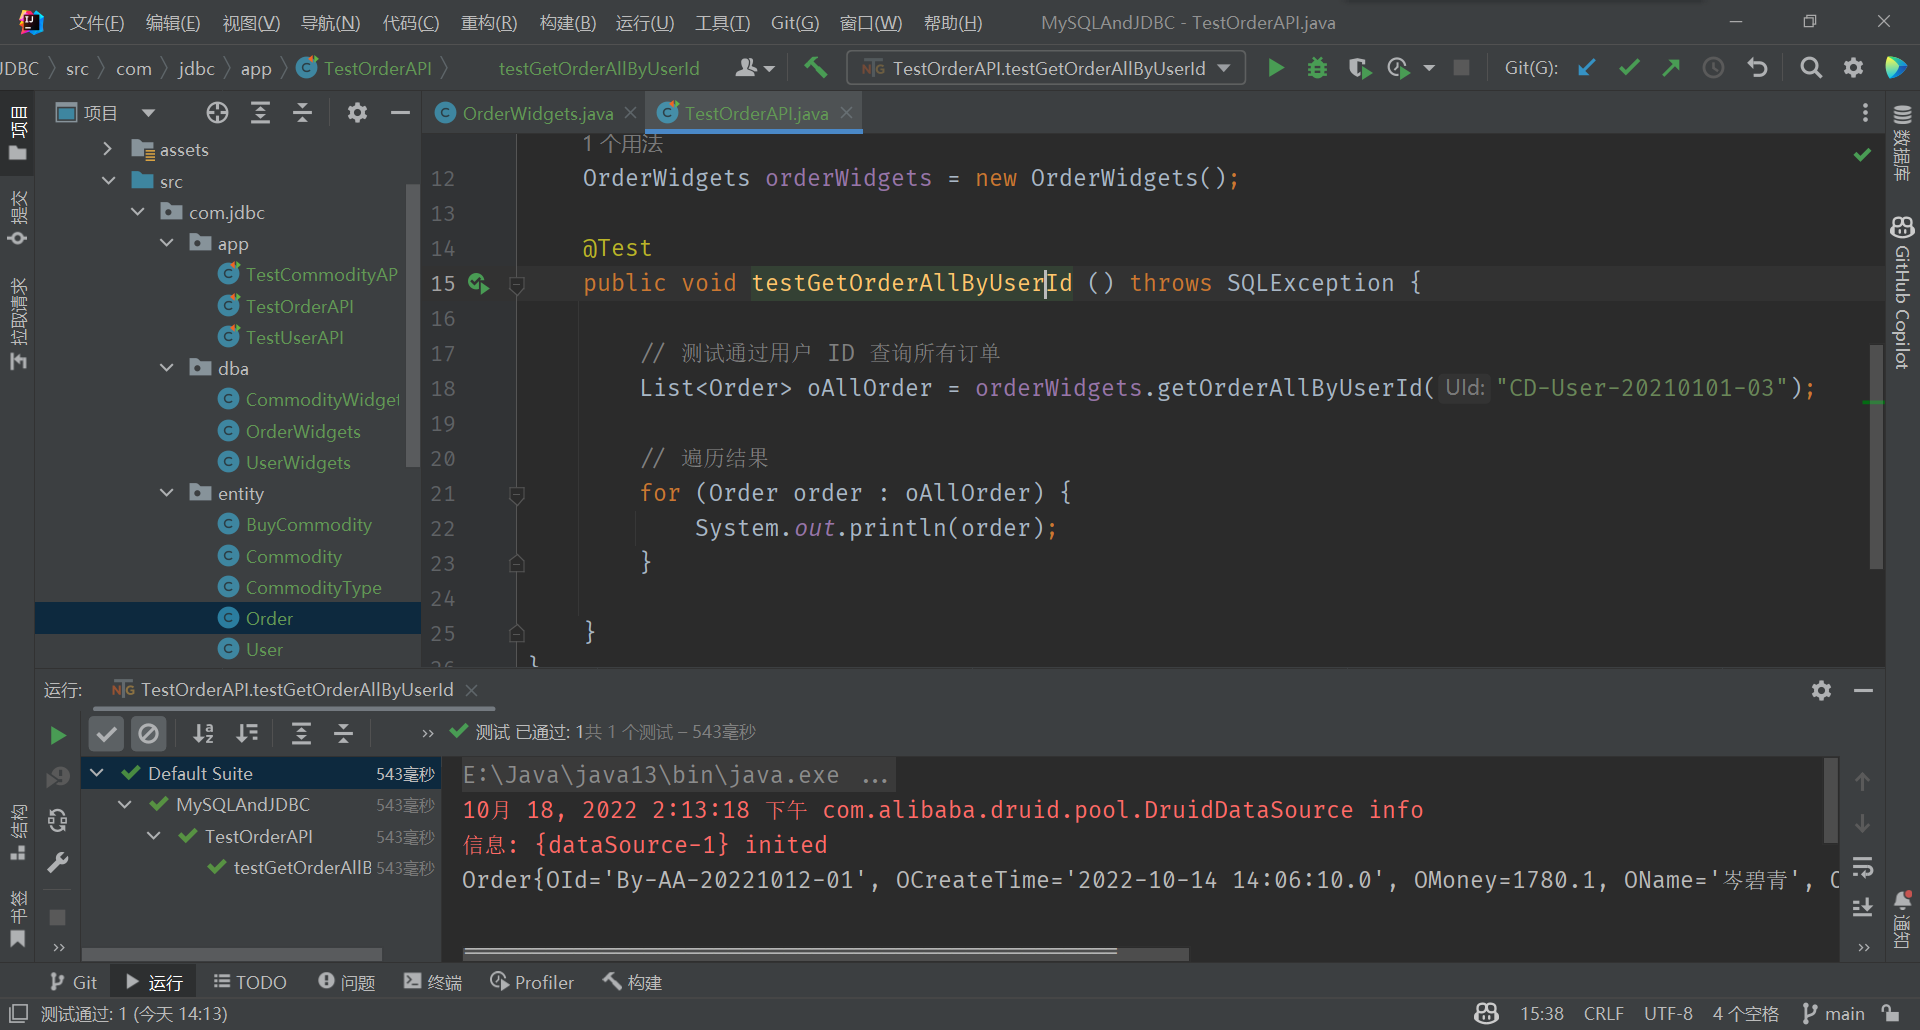 文件(F) 编辑(E) 视图(V) 导航(N) 代码(C) 重构(R) 构建(B) 运行(U) 工具(T) Git(G) 窗口(W) 帮助(H) MySQLAndJDBC - TestOrderAPI.java
JDBC src com jdbc app TestOrderAPI testGetOrderAllByUserId TestOrderAPI.testGetOrderAllByUserId Git(G):
项目
提交
拉取请求
结构
书签
项目
assets
src
com.jdbc
app
TestCommodityAP
TestOrderAPI
TestUserAPI
dba
CommodityWidget
OrderWidgets
UserWidgets
entity
BuyCommodity
Commodity
CommodityType
Order
User
OrderWidgets.java TestOrderAPI.java
1 个用法
12 OrderWidgets orderWidgets = new OrderWidgets();
13
14 @Test
15 public void testGetOrderAllByUserId () throws SQLException {
16
17 // 测试通过用户 ID 查询所有订单
18 List<Order> oAllOrder = orderWidgets.getOrderAllByUserId( UId: "CD-User-20210101-03");
19
20 // 遍历结果
21 for (Order order : oAllOrder) {
22 System.out.println(order);
23 }
24
25 }
26 }
数据库
GitHub Copilot
通知
运行: TestOrderAPI.testGetOrderAllByUserId
测试 已通过: 1共 1 个测试 – 543毫秒
Default Suite 543毫秒
MySQLAndJDBC 543毫秒
TestOrderAPI 543毫秒
testGetOrderAllB 543毫秒
E:\Java\java13\bin\java.exe ...
10月 18, 2022 2:13:18 下午 com.alibaba.druid.pool.DruidDataSource info
信息: {dataSource-1} inited
Order{OId='By-AA-20221012-01', OCreateTime='2022-10-14 14:06:10.0', OMoney=1780.1, OName='岑碧青', O
Git 运行 TODO 问题 终端 Profiler 构建
测试通过: 1 (今天 14:13) 15:38 CRLF UTF-8 4 个空格 main